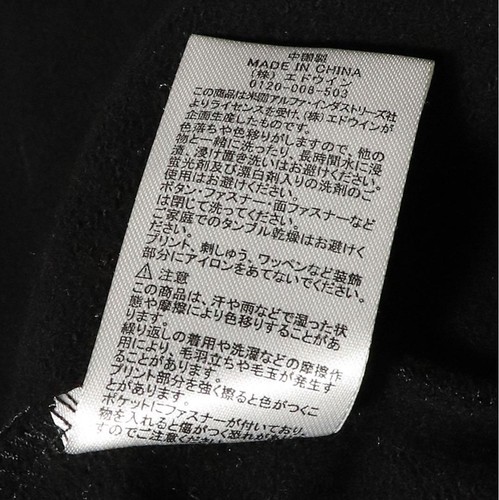 中国製
MADE IN CHINA
(株) エドウイン
0120-008-503
この商品は米国アルファ・インダストリーズ社
よりライセンスを受け、(株) エドウインが
企画生産したものです。
色落ちや色移りがしますので、他の
物と一緒に洗ったり、長時間水に浸
漬、浸け置き洗いはお避けください。
蛍光剤及び漂白剤入りの洗剤のご
使用はお避けください。
ボタン・ファスナー・面ファスナーなど
は閉じて洗ってください。
ご家庭でのタンブル乾燥はお避けく
ださい。
プリント、刺しゅう、ワッペンなど装飾
部分にアイロンをあてないでください。
⚠ 注意
この商品は、汗や雨などで湿った状
態や摩擦により色移りすることがあ
ります。
繰り返しの着用や洗濯などの摩擦作
用により、毛羽立ちや毛玉が発生す
プリント部分を強く擦ると色がつくこ
とがあります。
ポケットにファスナーが付いており、
物を入れると傷がつく恐れがあ
すのでご注意くださ